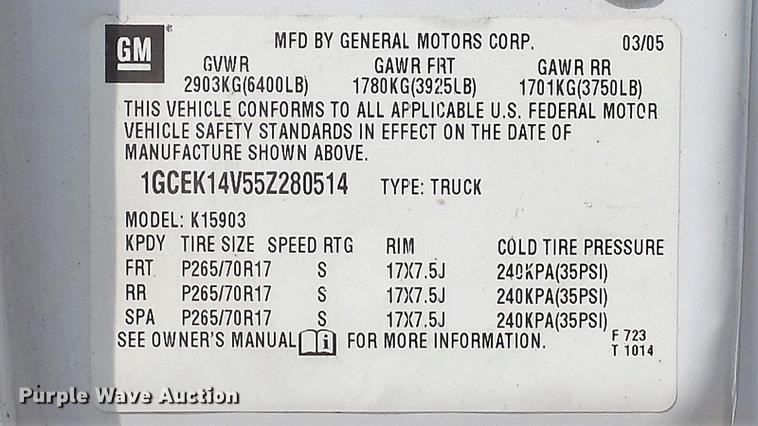 GM ®
MFD BY GENERAL MOTORS CORP. 03/05
GVWR GAWR FRT GAWR RR
2903KG(6400LB) 1780KG(3925LB) 1701KG(3750LB)
THIS VEHICLE CONFORMS TO ALL APPLICABLE U.S. FEDERAL MOTOR
VEHICLE SAFETY STANDARDS IN EFFECT ON THE DATE OF
MANUFACTURE SHOWN ABOVE.
1GCEK14V55Z280514 TYPE: TRUCK
MODEL: K15903
KPDY TIRE SIZE SPEED RTG RIM COLD TIRE PRESSURE
FRT P265/70R17 S 17X7.5J 240KPA(35PSI)
RR P265/70R17 S 17X7.5J 240KPA(35PSI)
SPA P265/70R17 S 17X7.5J 240KPA(35PSI)
SEE OWNER'S MANUAL i FOR MORE INFORMATION.
F 723
T 1014
Purple Wave Auction